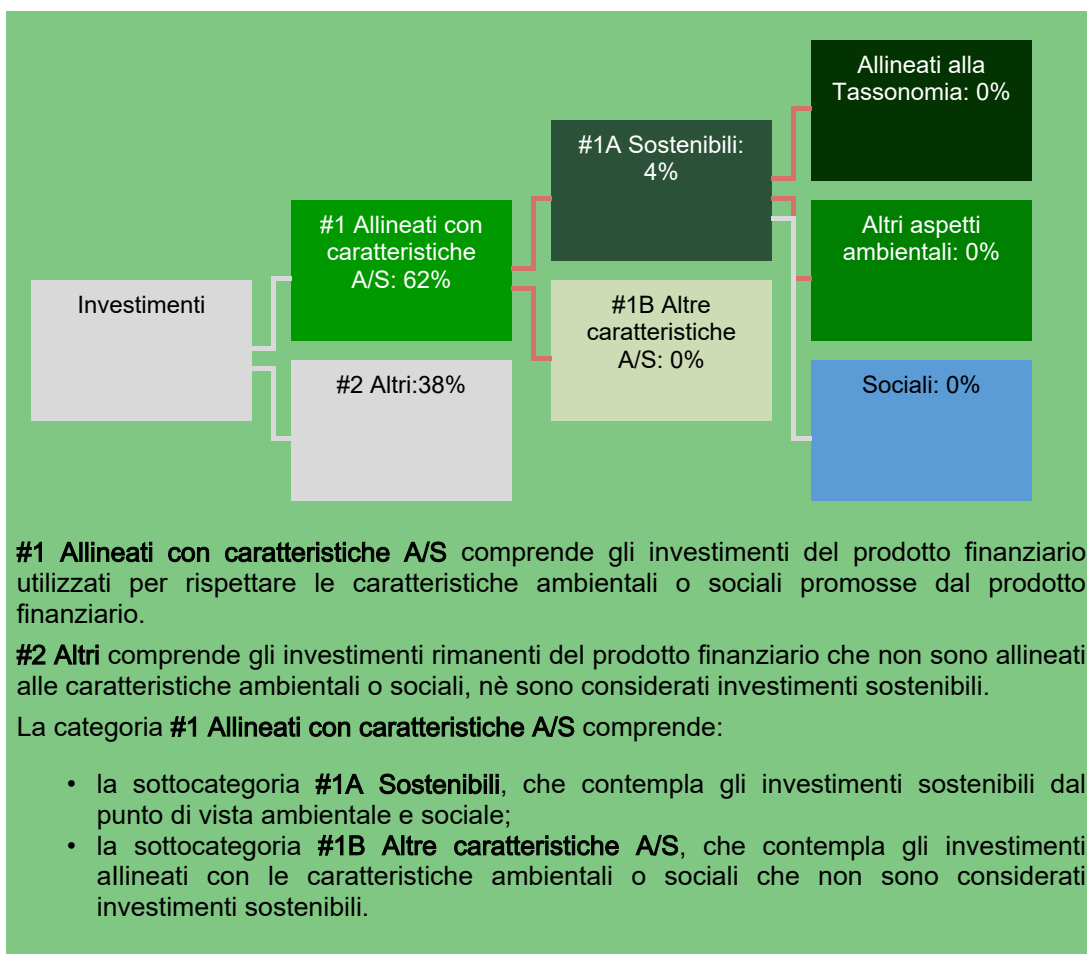 Allineati alla
Tassonomia: 0%
#1A Sostenibili:
4%
#1 Allineati con
caratteristiche
A/S: 62%
Altri aspetti
ambientali: 0%
Investimenti
#1B Altre
caratteristiche
A/S: 0%
#2 Altri:38%
Sociali: 0%
#1 Allineati con caratteristiche A/S comprende gli investimenti del prodotto finanziario
utilizzati per rispettare le caratteristiche ambientali o sociali promosse dal prodotto
finanziario.
#2 Altri comprende gli investimenti rimanenti del prodotto finanziario che non sono allineati
alle caratteristiche ambientali o sociali, nè sono considerati investimenti sostenibili.
La categoria #1 Allineati con caratteristiche A/S comprende:
• la sottocategoria #1A Sostenibili, che contempla gli investimenti sostenibili dal
punto di vista ambientale e sociale;
• la sottocategoria #1B Altre caratteristiche A/S, che contempla gli investimenti
allineati con le caratteristiche ambientali o sociali che non sono considerati
investimenti sostenibili.